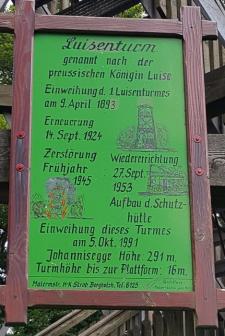 Luisenturm
genannt nach der
preussischen Königin Luise
Einweihung d. 1 Luisenturmes
am 9. April 1893
Erneuerung
14. Sept. 1924
Zerstörung
Frühjahr
1945
Wiedererrichtung
27. Sept.
1953
Aufbau d. Schutz-
hütte
Einweihung dieses Turmes
am 5. Okt. 1991
Johannisegge Höhe: 291 m.
Turmhöhe bis zur Plattform: 16 m.